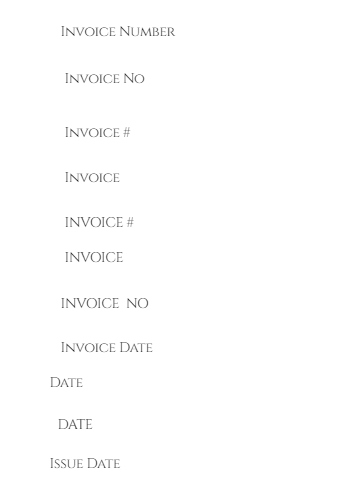 Invoice Number
Invoice No
Invoice #
Invoice
INVOICE #
INVOICE
INVOICE NO
Invoice Date
Date
DATE
Issue Date